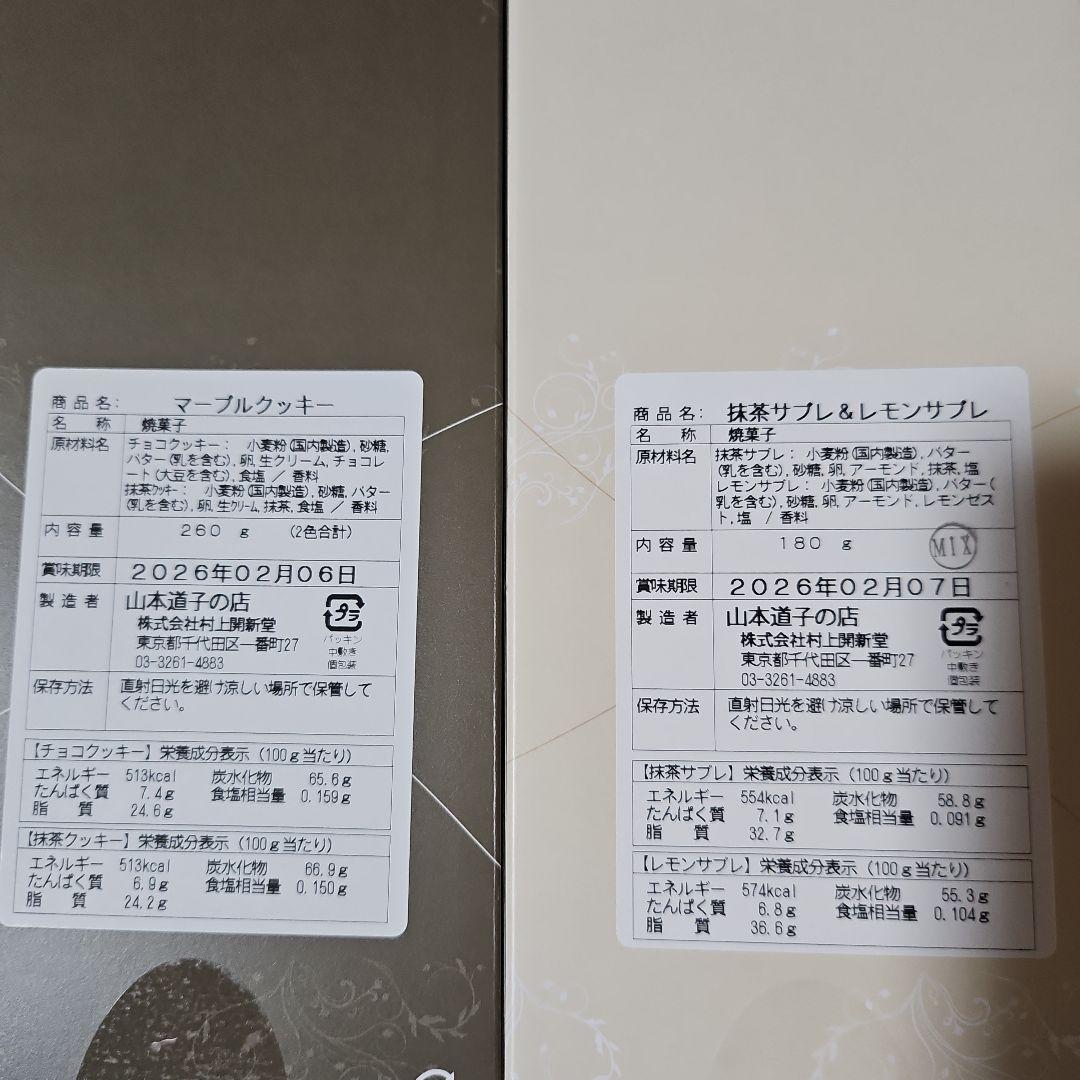 商品名: マーブルクッキー
名 称 焼菓子
原材料名 チョコクッキー: 小麦粉(国内製造), 砂糖,
バター(乳を含む), 卵, 生クリーム, チョコレ
ート(大豆を含む), 食塩 / 香料
抹茶クッキー: 小麦粉(国内製造), 砂糖, バター
(乳を含む), 卵, 生クリーム, 抹茶, 食塩 / 香料
内容量 260 g (2色合計)
賞味期限 2026年02月06日
製造者 山本道子の店
株式会社村上開新堂
東京都千代田区一番町27
03-3261-4883
プラ
パッキン
中敷き
個包装
保存方法 直射日光を避け涼しい場所で保管して
ください。
【チョコクッキー】栄養成分表示(100g当たり)
エネルギー 513kcal 炭水化物 65.6g
たんぱく質 7.4g 食塩相当量 0.159g
脂 質 24.6g
【抹茶クッキー】栄養成分表示(100g当たり)
エネルギー 513kcal 炭水化物 66.9g
たんぱく質 6.9g 食塩相当量 0.150g
脂 質 24.2g
商品名: 抹茶サブレ&レモンサブレ
名 称 焼菓子
原材料名 抹茶サブレ: 小麦粉(国内製造), バター
(乳を含む), 砂糖, 卵, アーモンド, 抹茶, 塩
レモンサブレ: 小麦粉(国内製造), バター(
乳を含む), 砂糖, 卵, アーモンド, レモンゼス
ト, 塩 / 香料
内容量 180 g MIX
賞味期限 2026年02月07日
製造者 山本道子の店
株式会社村上開新堂
東京都千代田区一番町27
03-3261-4883
プラ
パッキン
中敷き
個包装
保存方法 直射日光を避け涼しい場所で保管して
ください。
【抹茶サブレ】栄養成分表示(100g当たり)
エネルギー 554kcal 炭水化物 58.8g
たんぱく質 7.1g 食塩相当量 0.091g
脂 質 32.7g
【レモンサブレ】栄養成分表示(100g当たり)
エネルギー 574kcal 炭水化物 55.3g
たんぱく質 6.8g 食塩相当量 0.104g
脂 質 36.6g